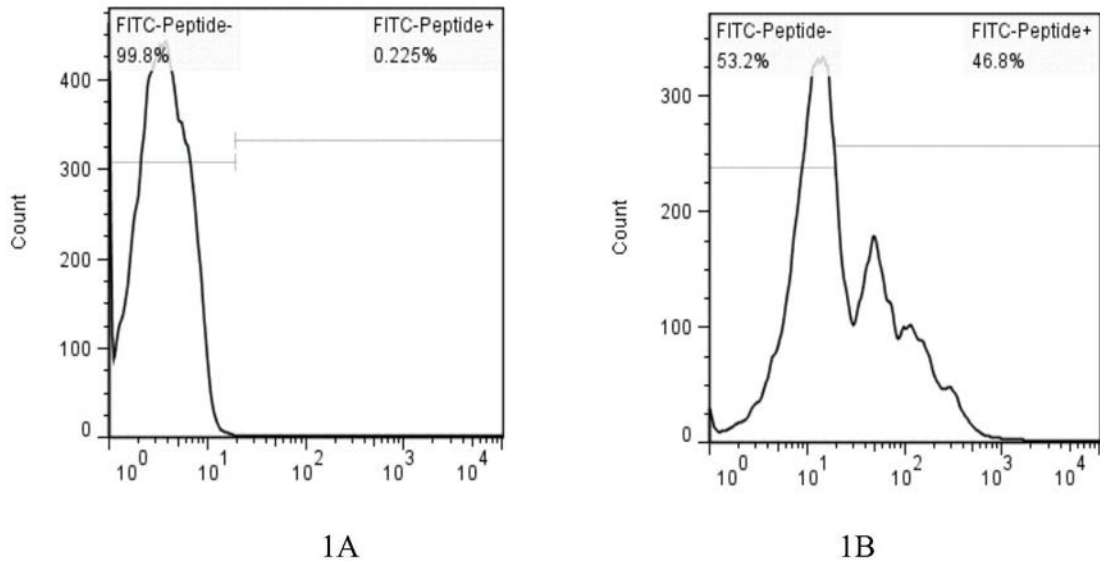 FITC-Peptide-
99.8%
FITC-Peptide+
0.225%
400
300
200
100
0
Count
10^0
10^1
10^2
10^3
10^4
1A
FITC-Peptide-
53.2%
FITC-Peptide+
46.8%
300
200
100
0
Count
10^0
10^1
10^2
10^3
10^4
1B